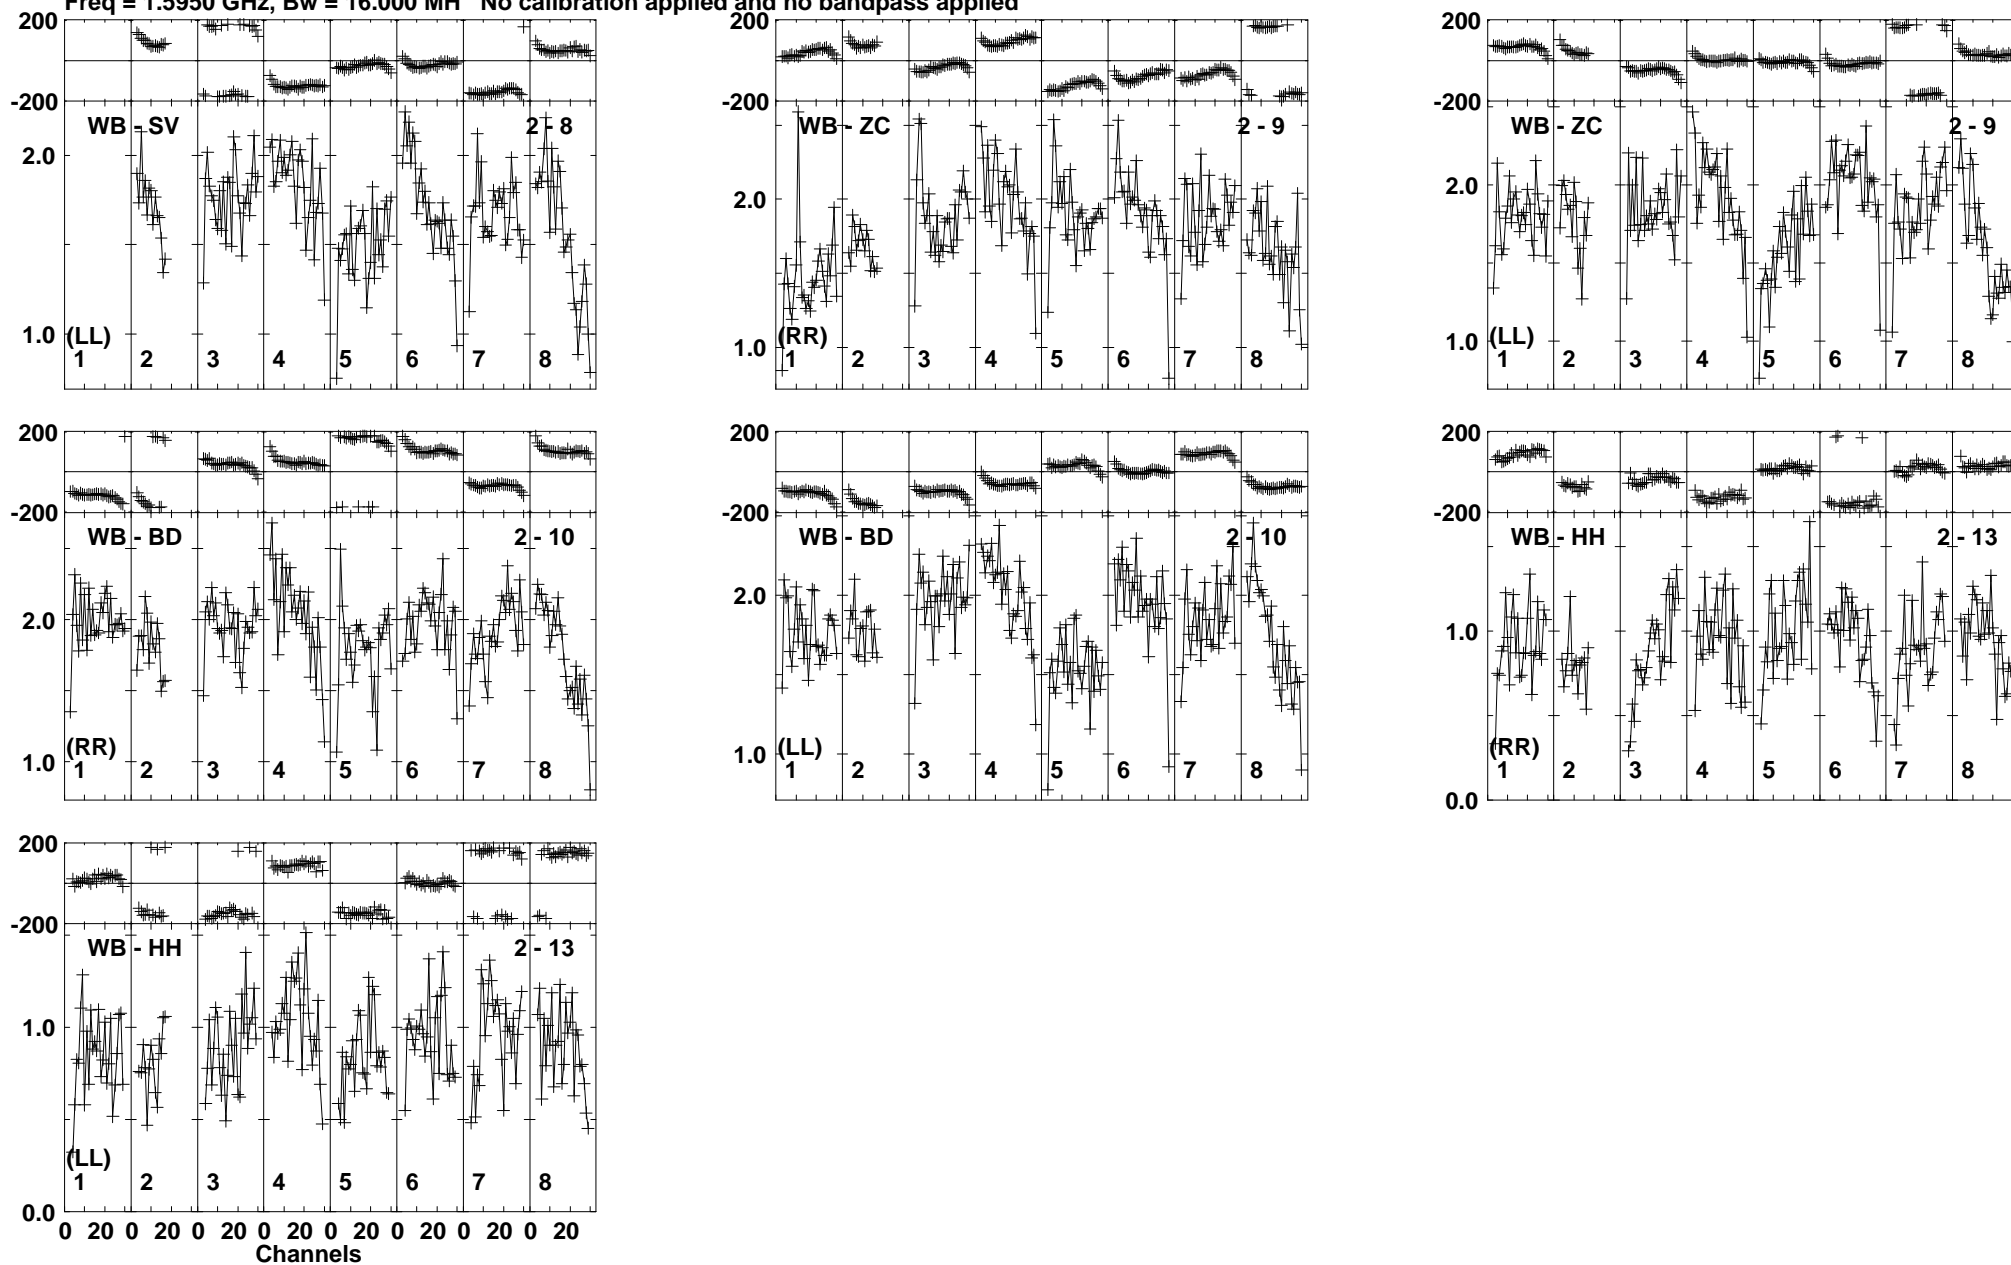 Freq = 1.5950 GHz, Bw = 16.000 MH No calibration applied and no bandpass applied
200
-200
WB - SV 2 - 8
2.0
1.0
(LL)
1 2 3 4 5 6 7 8
200
-200
WB - ZC 2 - 9
2.0
1.0
(RR)
1 2 3 4 5 6 7 8
200
-200
WB - ZC 2 - 9
2.0
1.0
(LL)
1 2 3 4 5 6 7 8
200
-200
WB - BD 2 - 10
2.0
1.0
(RR)
1 2 3 4 5 6 7 8
200
-200
WB - BD 2 - 10
2.0
1.0
(LL)
1 2 3 4 5 6 7 8
200
-200
WB - HH 2 - 13
1.0
(RR)
1 2 3 4 5 6 7 8
0.0
200
-200
WB - HH 2 - 13
1.0
(LL)
1 2 3 4 5 6 7 8
0.0
0 20 0 20 0 20 0 20 0 20 0 20 0 20 0 20
Channels